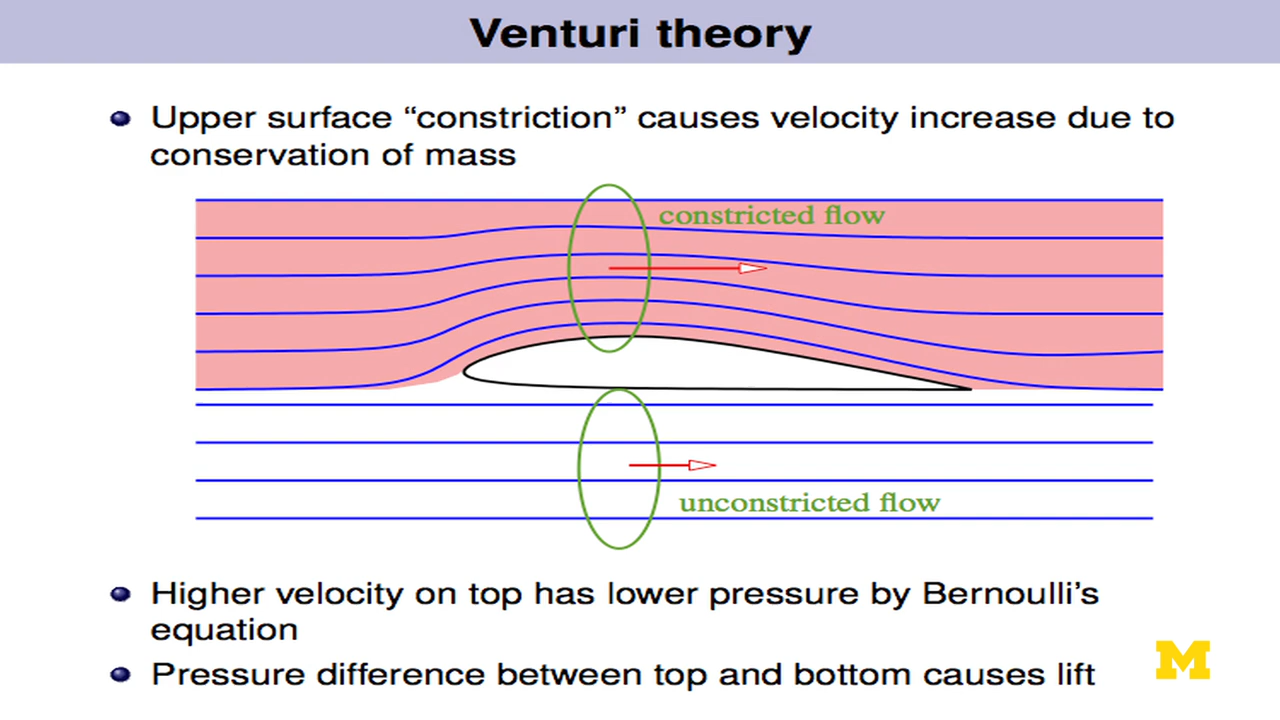 Venturi theory
Upper surface “constriction” causes velocity increase due to
conservation of mass
constricted flow
unconstricted flow
Higher velocity on top has lower pressure by Bernoulli’s
equation
Pressure difference between top and bottom causes lift
M